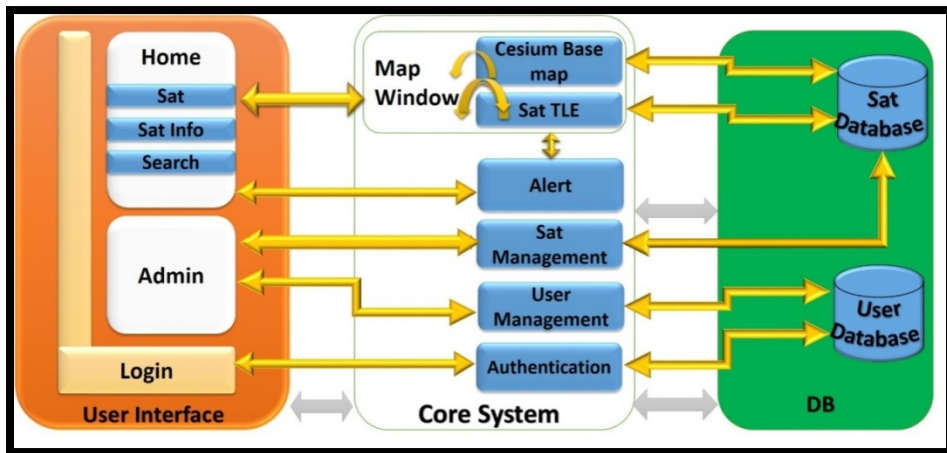 Home
Sat
Sat Info
Search
Admin
Login
User Interface
Map
Window
Cesium Base
map
Sat TLE
Alert
Sat
Management
User
Management
Authentication
Core System
Sat
Database
User
Database
DB